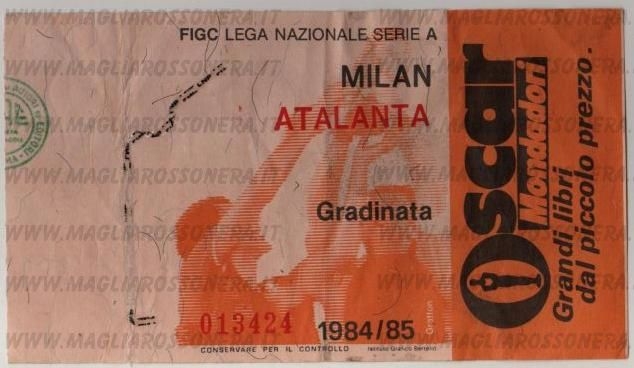 FIGC LEGA NAZIONALE SERIE A
MILAN
ATALANTA
Gradinata
013424
1984/85
CONSERVARE PER IL CONTROLLO
Oscar
Mondadori
Grandi libri
dal piccolo prezzo.
WWW.MAGLIAROSSONERA.IT